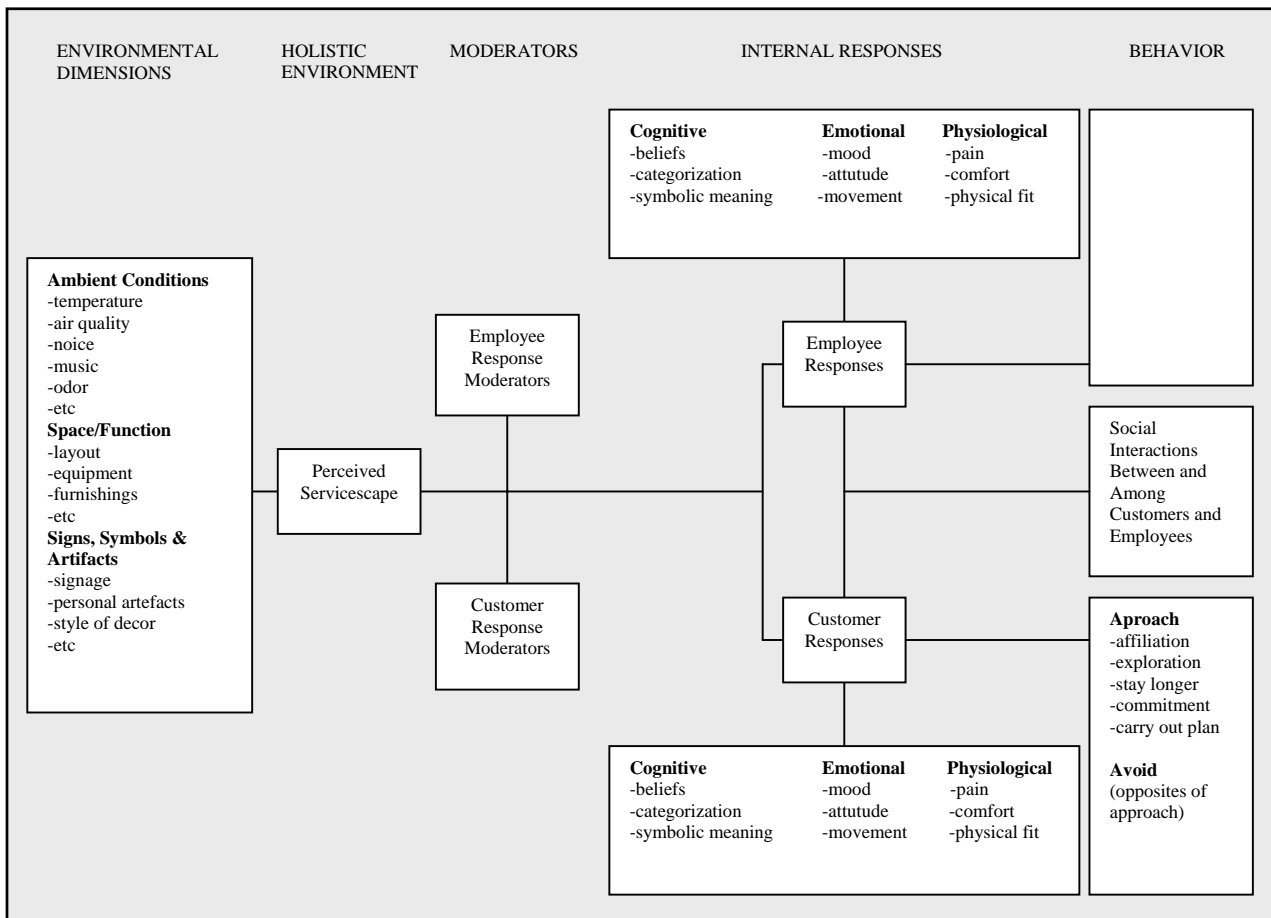 ENVIRONMENTAL
DIMENSIONS
HOLISTIC
ENVIRONMENT
MODERATORS
INTERNAL RESPONSES
BEHAVIOR
Cognitive
-beliefs
-categorization
-symbolic meaning
Emotional
-mood
-attutude
-movement
Physiological
-pain
-comfort
-physical fit
Ambient Conditions
-temperature
-air quality
-noice
-music
-odor
-etc
Space/Function
-layout
-equipment
-furnishings
-etc
Signs, Symbols &
Artifacts
-signage
-personal artefacts
-style of decor
-etc
Perceived
Servicescape
Employee
Response
Moderators
Customer
Response
Moderators
Employee
Responses
Customer
Responses
Social
Interactions
Between and
Among
Customers and
Employees
Aproach
-affiliation
-exploration
-stay longer
-commitment
-carry out plan
Avoid
(opposites of
approach)
Cognitive
-beliefs
-categorization
-symbolic meaning
Emotional
-mood
-attutude
-movement
Physiological
-pain
-comfort
-physical fit